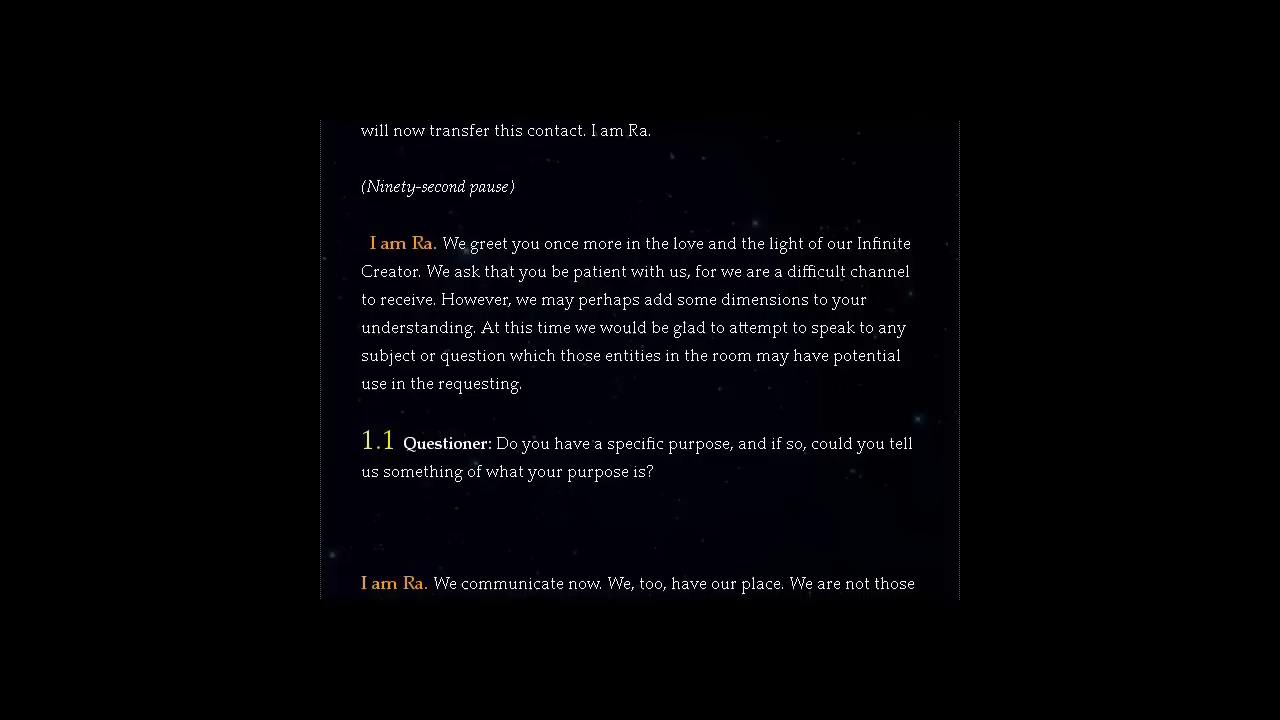 will now transfer this contact. I am Ra.
(Ninety-second pause)
I am Ra. We greet you once more in the love and the light of our Infinite
Creator. We ask that you be patient with us, for we are a difficult channel
to receive. However, we may perhaps add some dimensions to your
understanding. At this time we would be glad to attempt to speak to any
subject or question which those entities in the room may have potential
use in the requesting.
1.1 Questioner: Do you have a specific purpose, and if so, could you tell
us something of what your purpose is?
I am Ra. We communicate now. We, too, have our place. We are not those